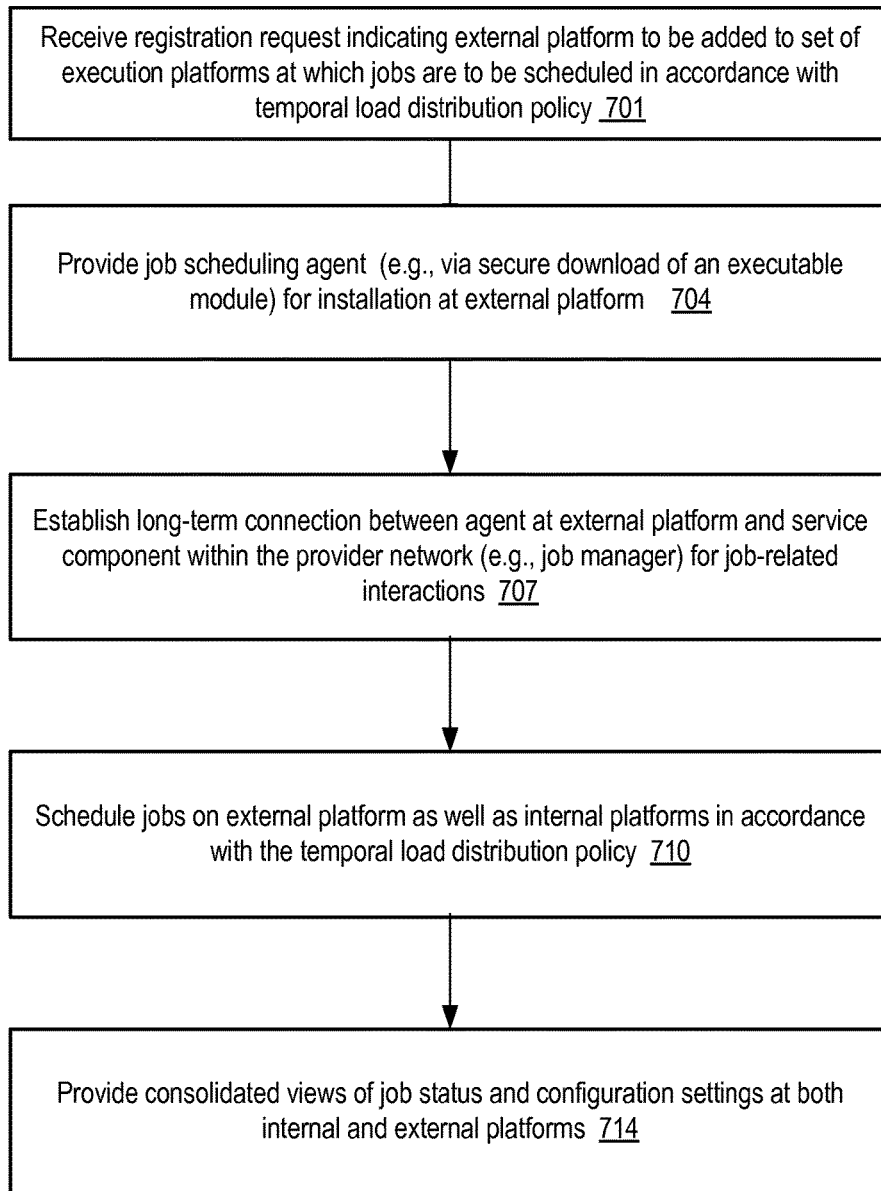 Receive registration request indicating external platform to be added to set of
execution platforms at which jobs are to be scheduled in accordance with
temporal load distribution policy 701
Provide job scheduling agent (e.g., via secure download of an executable
module) for installation at external platform 704
Establish long-term connection between agent at external platform and service
component within the provider network (e.g., job manager) for job-related
interactions 707
Schedule jobs on external platform as well as internal platforms in accordance
with the temporal load distribution policy 710
Provide consolidated views of job status and configuration settings at both
internal and external platforms 714